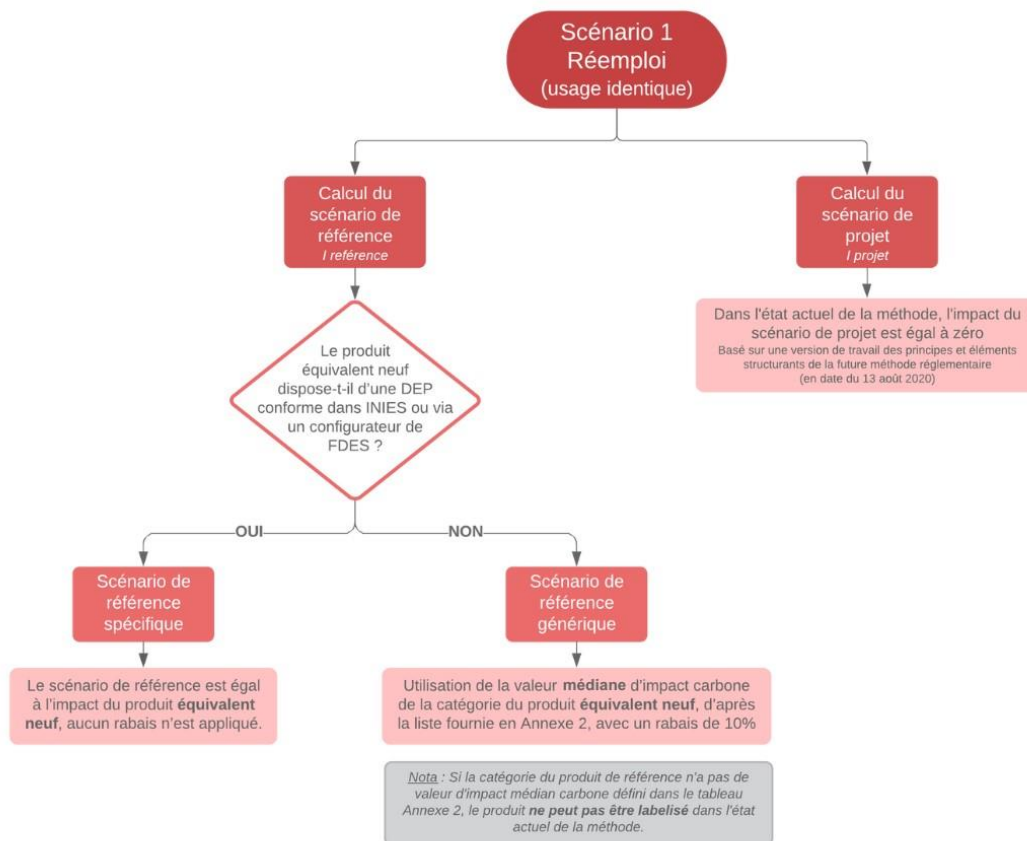 Scénario 1
Réemploi
(usage identique)
Calcul du
scénario de
référence
I reférence
Calcul du
scénario de
projet
I projet
Dans l'état actuel de la méthode, l'impact du
scénario de projet est égal à zéro
Basé sur une version de travail des principes et éléments
structurants de la future méthode réglementaire
(en date du 13 août 2020)
Le produit
équivalent neuf
dispose-t-il d'une DEP
conforme dans INIES ou via
un configurateur de
FDES ?
OUI
NON
Scénario de
référence
spécifique
Scénario de
référence
générique
Le scénario de référence est égal
à l'impact du produit équivalent
neuf, aucun rabais n'est appliqué.
Utilisation de la valeur médiane d'impact carbone
de la catégorie du produit équivalent neuf, d'après
la liste fournie en Annexe 2, avec un rabais de 10%
Nota : Si la catégorie du produit de référence n'a pas de
valeur d'impact médian carbone défini dans le tableau
Annexe 2, le produit ne peut pas être labelisé dans l'état
actuel de la méthode.